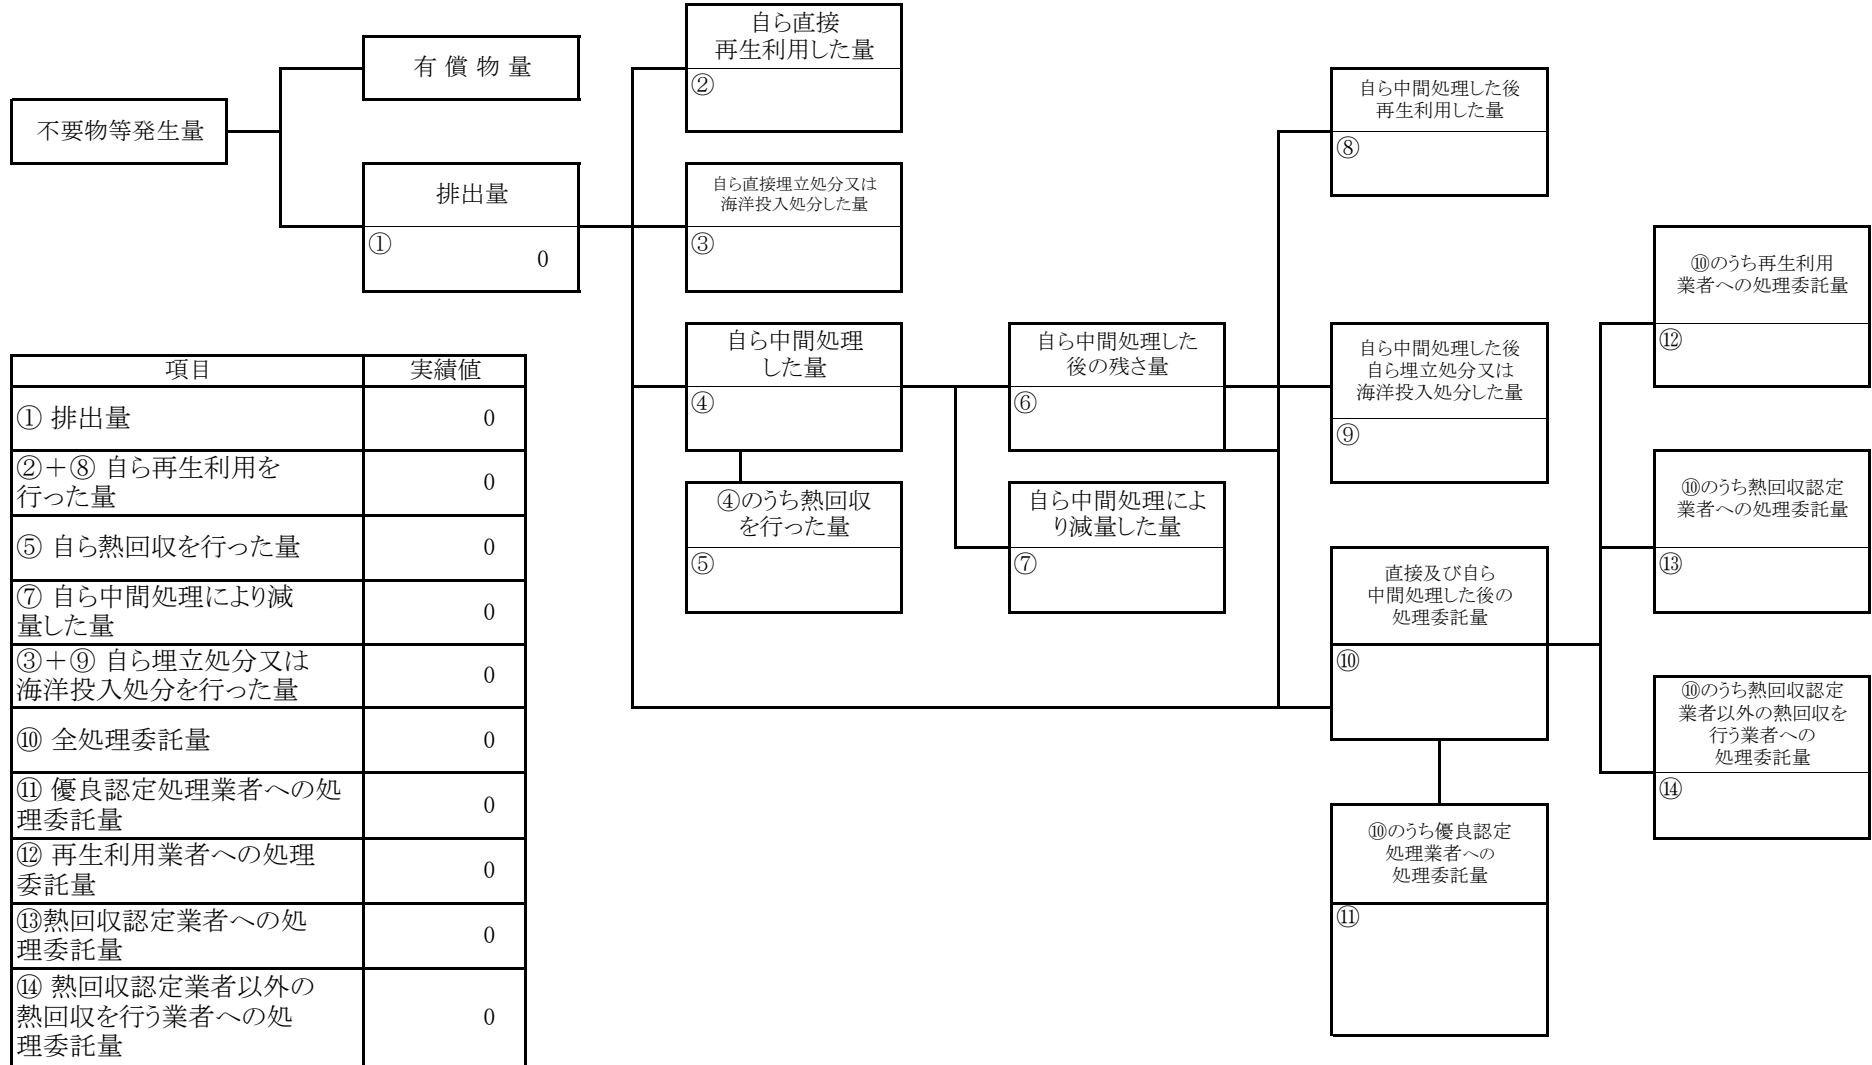 不要物等発生量
有 償 物 量
排出量
①
0
自ら直接
再生利用した量
②
自ら直接埋立処分又は
海洋投入処分した量
③
自ら中間処理
した量
④
④のうち熱回収
を行った量
⑤
自ら中間処理した
後の残さ量
⑥
自ら中間処理によ
り減量した量
⑦
自ら中間処理した後
再生利用した量
⑧
自ら中間処理した後
自ら埋立処分又は
海洋投入処分した量
⑨
直接及び自ら
中間処理した後の
処理委託量
⑩
⑩のうち優良認定
処理業者への
処理委託量
⑪
⑩のうち再生利用
業者への処理委託量
⑫
⑩のうち熱回収認定
業者への処理委託量
⑬
⑩のうち熱回収認定
業者以外の熱回収を
行う業者への
処理委託量
⑭
項目 実績値
① 排出量 0
②＋⑧ 自ら再生利用を
行った量 0
⑤ 自ら熱回収を行った量 0
⑦ 自ら中間処理により減
量した量 0
③＋⑨ 自ら埋立処分又は
海洋投入処分を行った量 0
⑩ 全処理委託量 0
⑪ 優良認定処理業者への処
理委託量 0
⑫ 再生利用業者への処理
委託量 0
⑬熱回収認定業者への処
理委託量 0
⑭ 熱回収認定業者以外の
熱回収を行う業者への処 0
理委託量